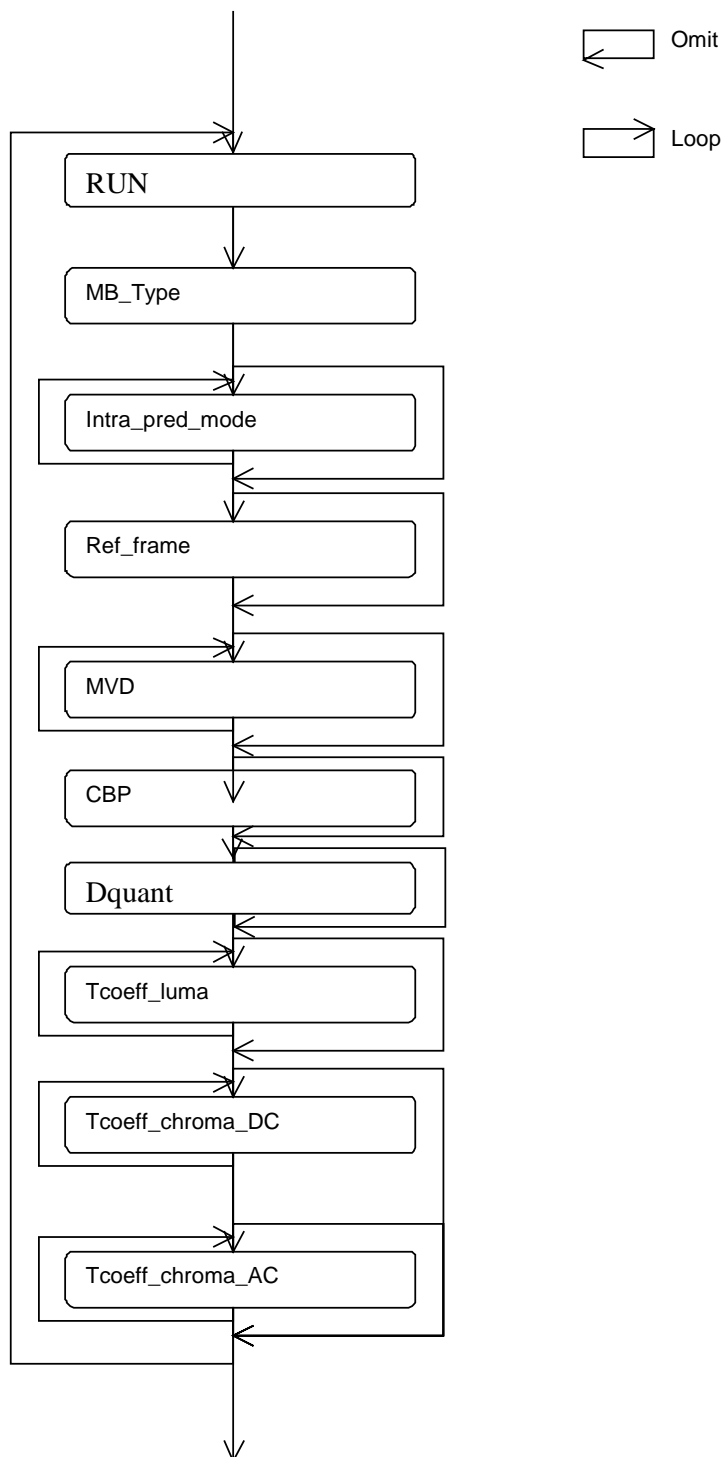 Omit
Loop
RUN
MB_Type
Intra_pred_mode
Ref_frame
MVD
CBP
Dquant
Tcoeff_luma
Tcoeff_chroma_DC
Tcoeff_chroma_AC